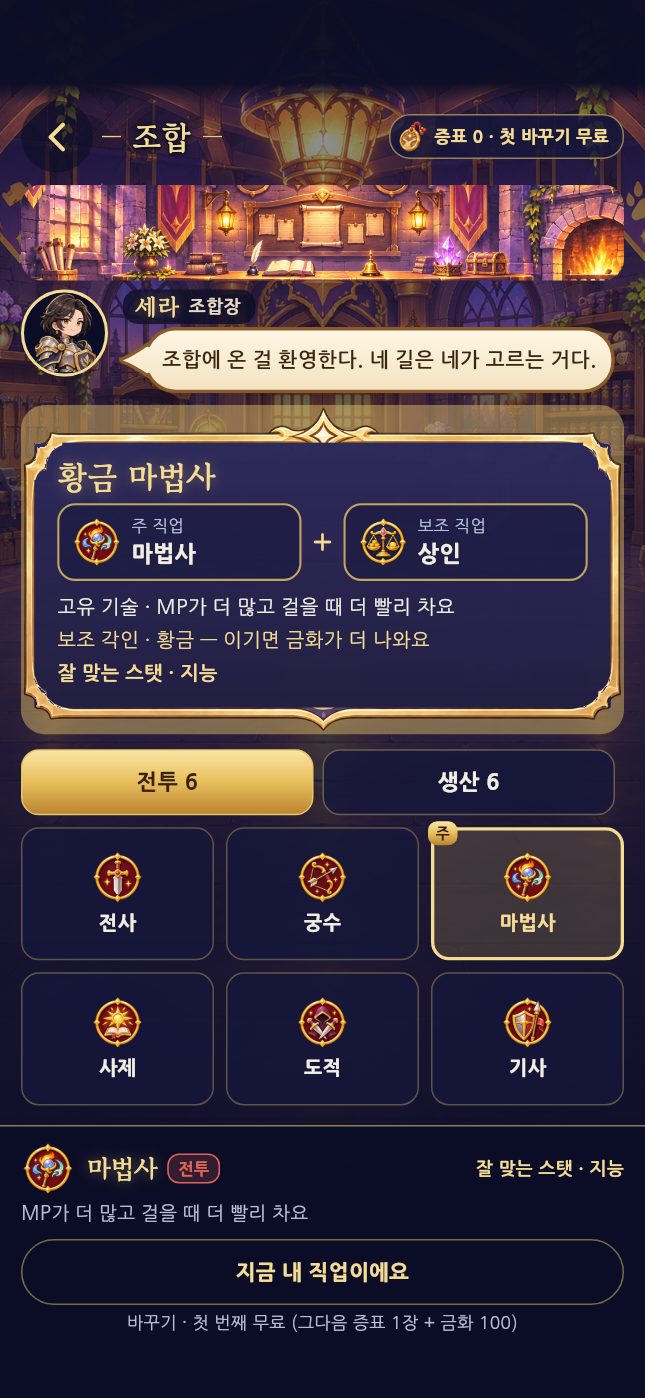 조합
증표 0 · 첫 바꾸기 무료
세라 조합장
조합에 온 걸 환영한다. 네 길은 네가 고르는 거다.
황금 마법사
주 직업
마법사
+
보조 직업
상인
고유 기술 · MP가 더 많고 걸을 때 더 빨리 차요
보조 각인 · 황금 — 이기면 금화가 더 나와요
잘 맞는 스탯 · 지능
전투 6
생산 6
전사
궁수
주
마법사
사제
도적
기사
마법사 전투
잘 맞는 스탯 · 지능
MP가 더 많고 걸을 때 더 빨리 차요
지금 내 직업이에요
바꾸기 · 첫 번째 무료 (그다음 증표 1장 + 금화 100)